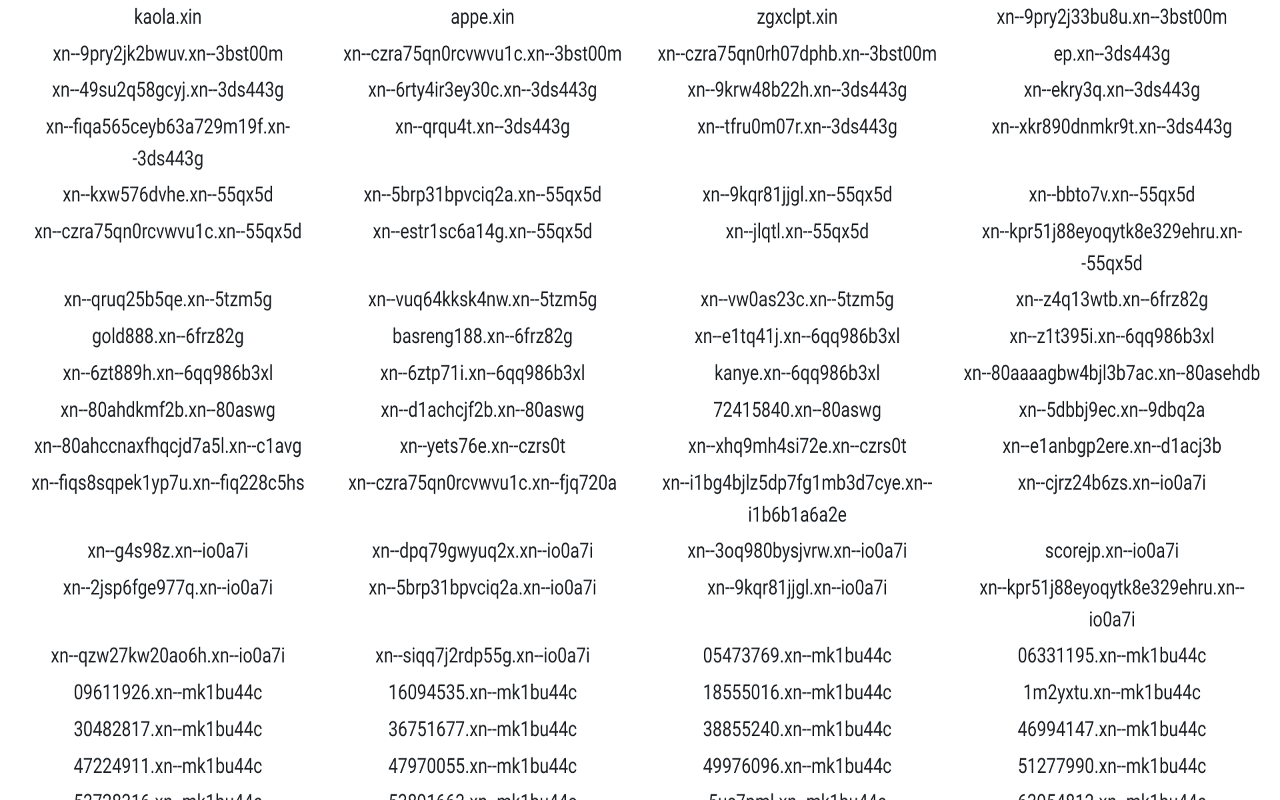 kaola.xin appe.xin zgxclpt.xin xn--9pry2j33bu8u.xn--3bst00m
xn--9pry2jk2bwuv.xn--3bst00m xn--czra75qn0rcvwvu1c.xn--3bst00m xn--czra75qn0rh07dphb.xn--3bst00m ep.xn--3ds443g
xn--49su2q58gcyj.xn--3ds443g xn--6rty4ir3ey30c.xn--3ds443g xn--9krw48b22h.xn--3ds443g xn--ekry3q.xn--3ds443g
xn--fiqa565ceyb63a729m19f.xn- xn--qrqu4t.xn--3ds443g xn--tfru0m07r.xn--3ds443g xn--xkr890dnmkr9t.xn--3ds443g
-3ds443g
xn--kxw576dvhe.xn--55qx5d xn--5brp31bpvciq2a.xn--55qx5d xn--9kqr81jjgl.xn--55qx5d xn--bbto7v.xn--55qx5d
xn--czra75qn0rcvwvu1c.xn--55qx5d xn--estr1sc6a14g.xn--55qx5d xn--jlqtl.xn--55qx5d xn--kpr51j88eyoqytk8e329ehru.xn-
-55qx5d
xn--qruq25b5qe.xn--5tzm5g xn--vuq64kksk4nw.xn--5tzm5g xn--vw0as23c.xn--5tzm5g xn--z4q13wtb.xn--6frz82g
gold888.xn--6frz82g basreng188.xn--6frz82g xn--e1tq41j.xn--6qq986b3xl xn--z1t395i.xn--6qq986b3xl
xn--6zt889h.xn--6qq986b3xl xn--6ztp71i.xn--6qq986b3xl kanye.xn--6qq986b3xl xn--80aaaagbw4bjl3b7ac.xn--80asehdb
xn--80ahdkmf2b.xn--80aswg xn--d1achcjf2b.xn--80aswg 72415840.xn--80aswg xn--5dbbj9ec.xn--9dbq2a
xn--80ahccnaxfhqcjd7a5l.xn--c1avg xn--yets76e.xn--czrs0t xn--xhq9mh4si72e.xn--czrs0t xn--e1anbgp2ere.xn--d1acj3b
xn--fiqs8sqpek1yp7u.xn--fiq228c5hs xn--czra75qn0rcvwvu1c.xn--fjq720a xn--i1bg4bjlz5dp7fg1mb3d7cye.xn-- xn--cjrz24b6zs.xn--io0a7i
i1b6b1a6a2e
xn--g4s98z.xn--io0a7i xn--dpq79gwyuq2x.xn--io0a7i xn--3oq980bysjvrw.xn--io0a7i scorejp.xn--io0a7i
xn--2jsp6fge977q.xn--io0a7i xn--5brp31bpvciq2a.xn--io0a7i xn--9kqr81jjgl.xn--io0a7i xn--kpr51j88eyoqytk8e329ehru.xn--
io0a7i
xn--qzw27kw20ao6h.xn--io0a7i xn--siqq7j2rdp55g.xn--io0a7i 05473769.xn--mk1bu44c 06331195.xn--mk1bu44c
09611926.xn--mk1bu44c 16094535.xn--mk1bu44c 18555016.xn--mk1bu44c 1m2yxtu.xn--mk1bu44c
30482817.xn--mk1bu44c 36751677.xn--mk1bu44c 38855240.xn--mk1bu44c 46994147.xn--mk1bu44c
47224911.xn--mk1bu44c 47970055.xn--mk1bu44c 49976096.xn--mk1bu44c 51277990.xn--mk1bu44c